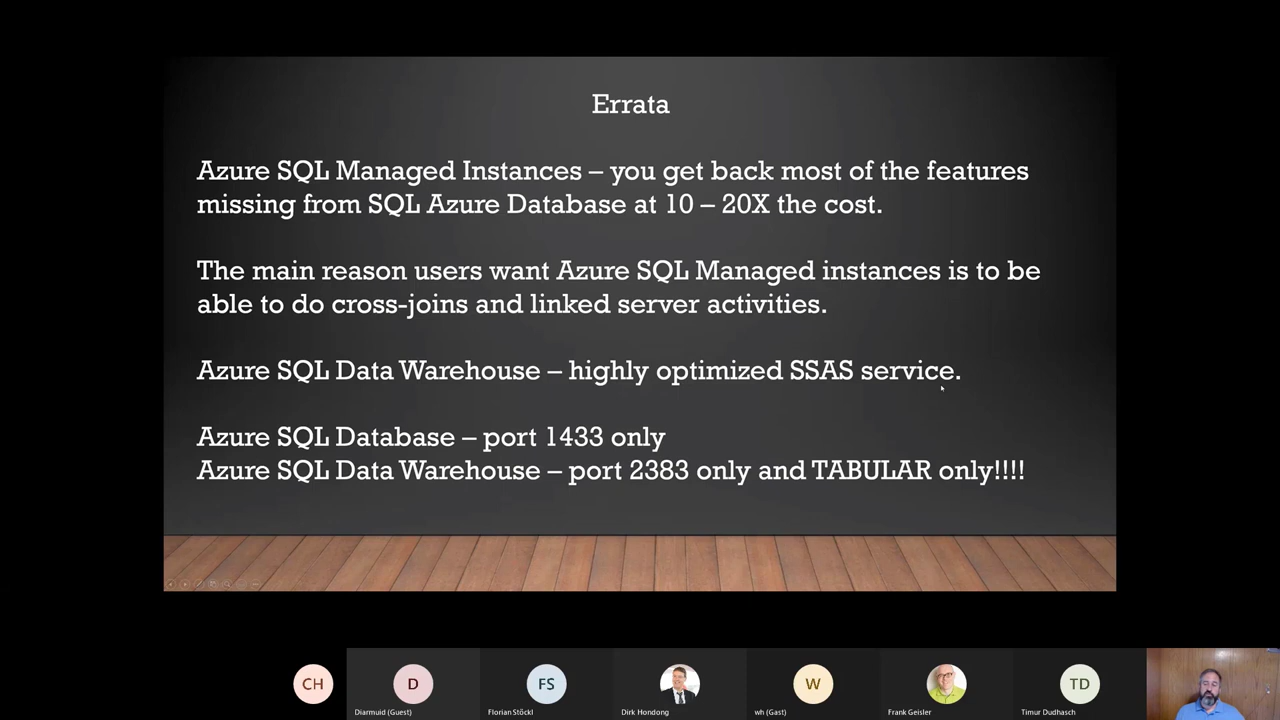 Errata
Azure SQL Managed Instances – you get back most of the features
missing from SQL Azure Database at 10 – 20X the cost.
The main reason users want Azure SQL Managed instances is to be
able to do cross-joins and linked server activities.
Azure SQL Data Warehouse – highly optimized SSAS service.
Azure SQL Database – port 1433 only
Azure SQL Data Warehouse – port 2383 only and TABULAR only!!!!
CH
D
FS
W
TD
Diarmuid (Guest)
Florian Stöckl
Dirk Hondong
wh (Gast)
Frank Geisler
Timur Dudhasch